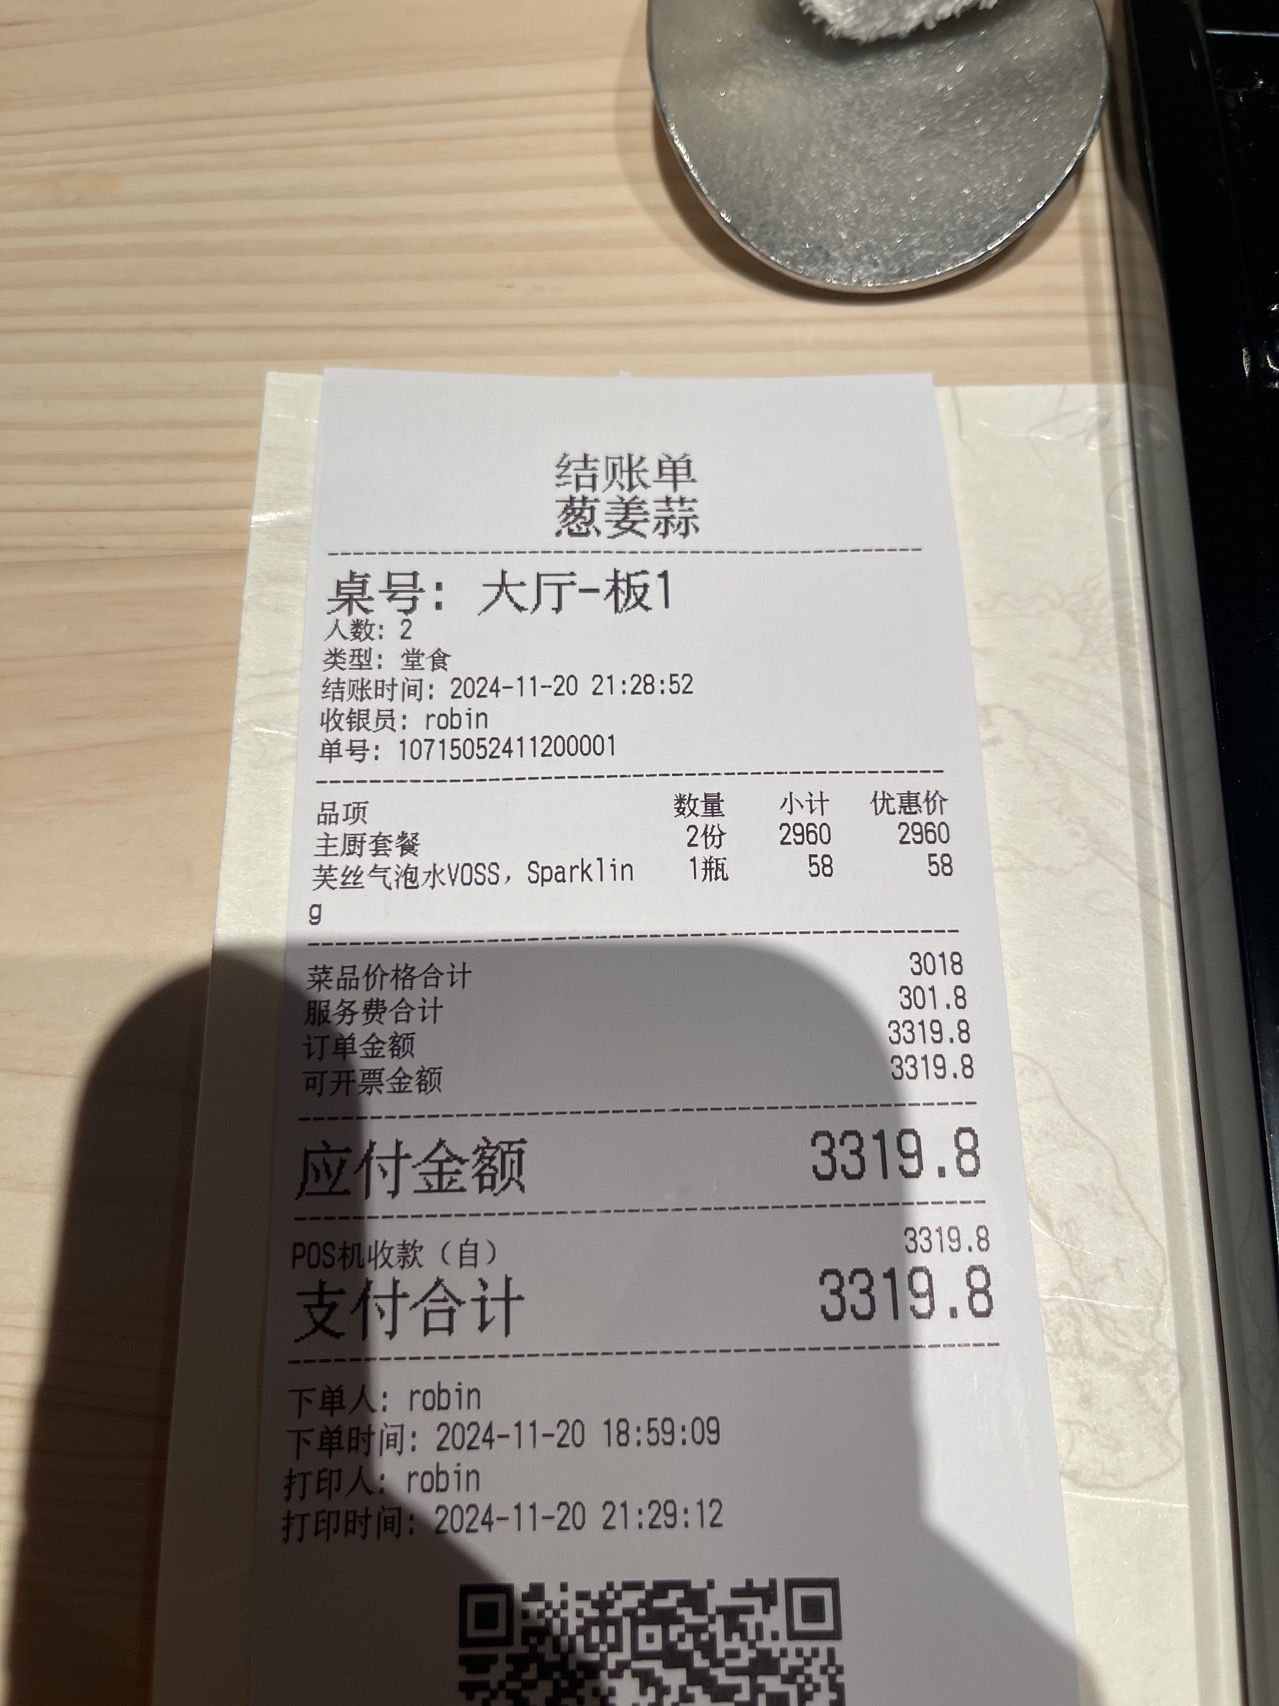 结账单
葱姜蒜
桌号: 大厅-板1
人数: 2
类型: 堂食
结账时间: 2024-11-20 21:28:52
收银员: robin
单号: 10715052411200001
品项 数量 小计 优惠价
主厨套餐 2份 2960 2960
芙丝气泡水VOSS，Sparklin 1瓶 58 58
g
菜品价格合计 3018
服务费合计 301.8
订单金额 3319.8
可开票金额 3319.8
应付金额 3319.8
POS机收款（自） 3319.8
支付合计 3319.8
下单人: robin
下单时间: 2024-11-20 18:59:09
打印人: robin
打印时间: 2024-11-20 21:29:12